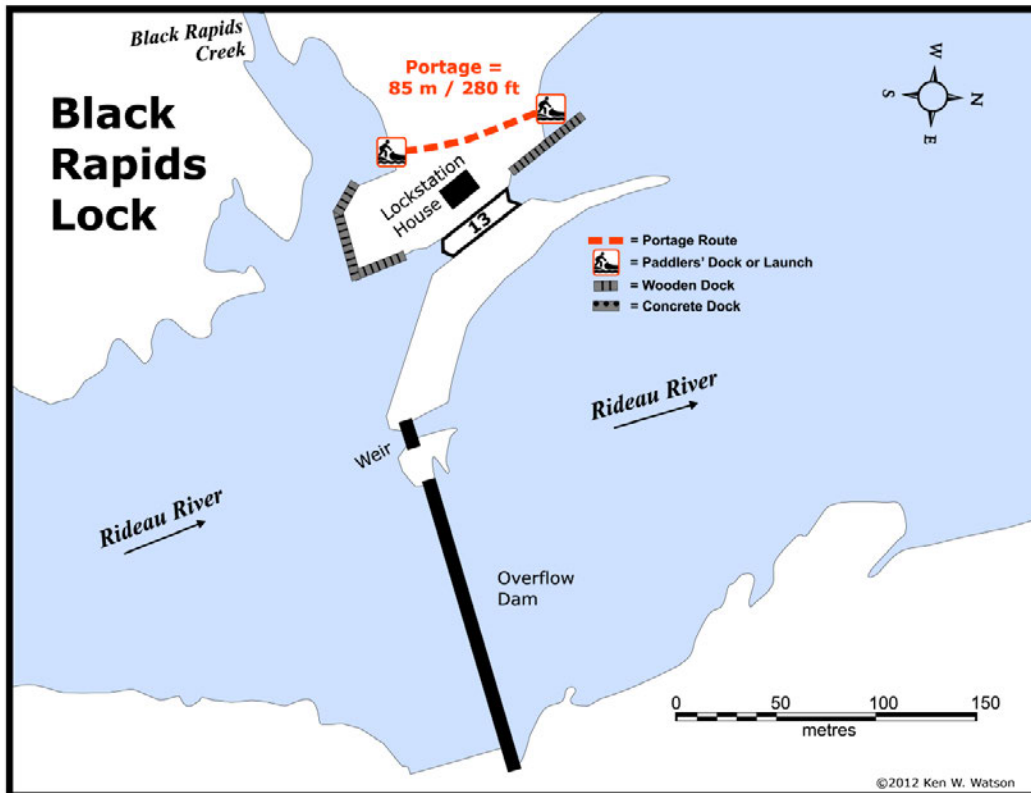 Black Rapids
Creek
Portage =
85 m / 280 ft
Black
Rapids
Lock
W
S
N
E
Lockstation
House
13
= Portage Route
= Paddlers' Dock or Launch
= Wooden Dock
= Concrete Dock
Rideau River
Weir
Rideau River
Overflow
Dam
0 50 100 150
metres
©2012 Ken W. Watson